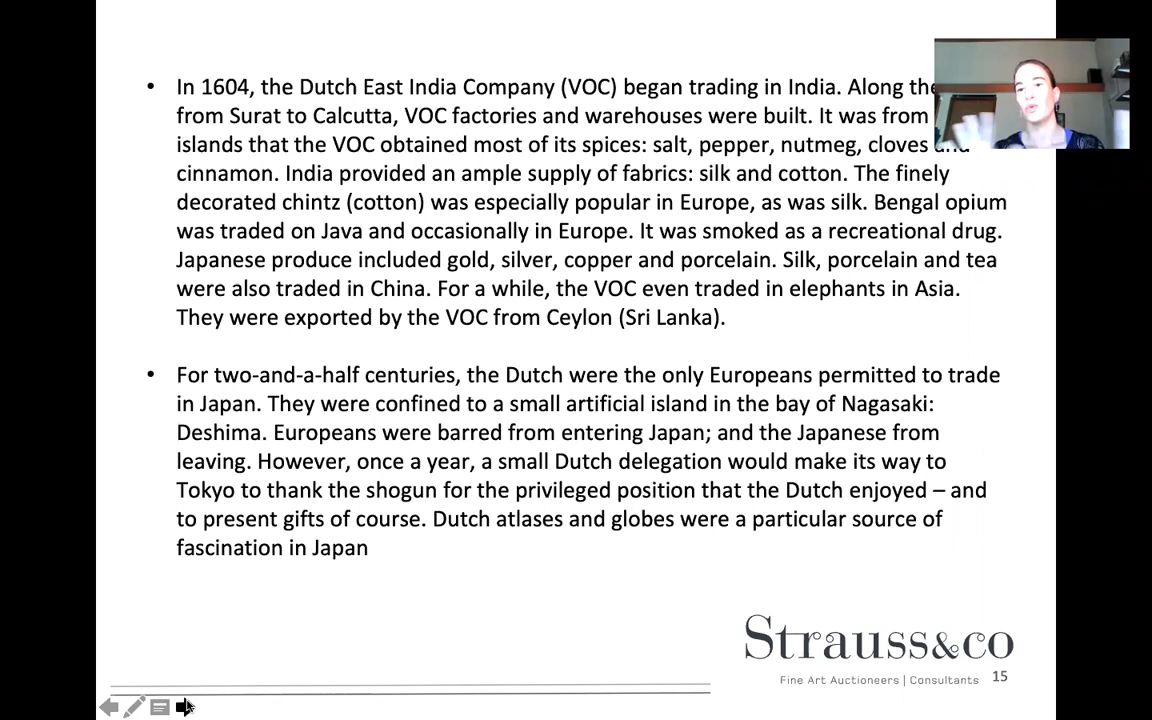 • In 1604, the Dutch East India Company (VOC) began trading in India. Along the
from Surat to Calcutta, VOC factories and warehouses were built. It was from
islands that the VOC obtained most of its spices: salt, pepper, nutmeg, cloves
cinnamon. India provided an ample supply of fabrics: silk and cotton. The finely
decorated chintz (cotton) was especially popular in Europe, as was silk. Bengal opium
was traded on Java and occasionally in Europe. It was smoked as a recreational drug.
Japanese produce included gold, silver, copper and porcelain. Silk, porcelain and tea
were also traded in China. For a while, the VOC even traded in elephants in Asia.
They were exported by the VOC from Ceylon (Sri Lanka).
• For two-and-a-half centuries, the Dutch were the only Europeans permitted to trade
in Japan. They were confined to a small artificial island in the bay of Nagasaki:
Deshima. Europeans were barred from entering Japan; and the Japanese from
leaving. However, once a year, a small Dutch delegation would make its way to
Tokyo to thank the shogun for the privileged position that the Dutch enjoyed – and
to present gifts of course. Dutch atlases and globes were a particular source of
fascination in Japan
Strauss&co
Fine Art Auctioneers | Consultants 15